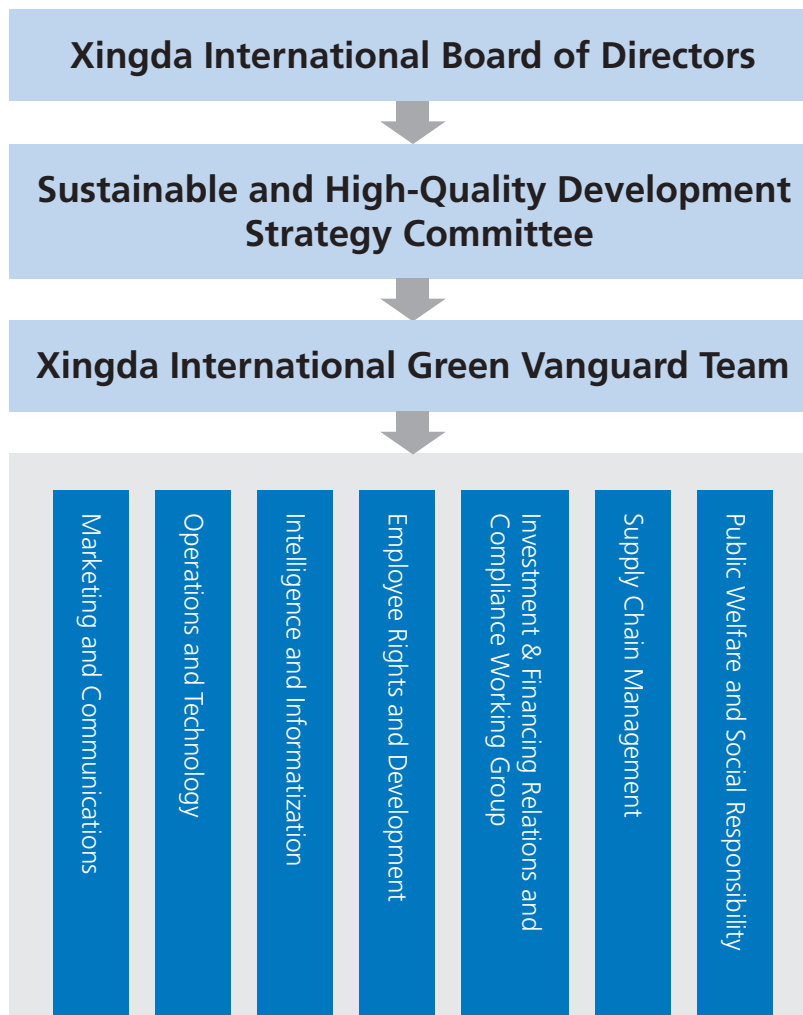 Xingda International Board of Directors
Sustainable and High-Quality Development
Strategy Committee
Xingda International Green Vanguard Team
Marketing and Communications
Operations and Technology
Intelligence and Informatization
Employee Rights and Development
Investment & Financing Relations and
Compliance Working Group
Supply Chain Management
Public Welfare and Social Responsibility